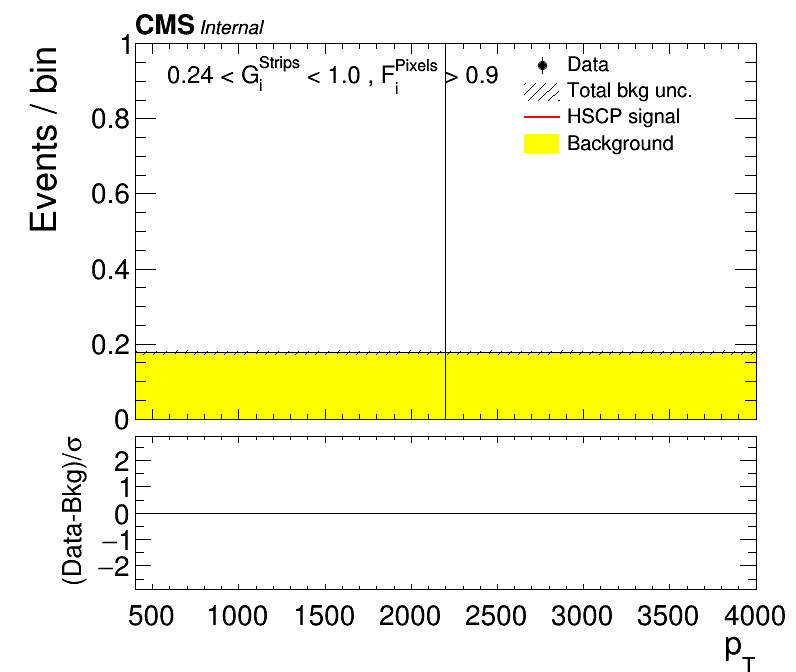 CMS Internal
0.24 < G_i^Strips < 1.0 , F_i^Pixels > 0.9
Data
Total bkg unc.
HSCP signal
Background
Events / bin
1
0.8
0.6
0.4
0.2
0
(Data-Bkg)/σ
2
1
0
−1
−2
500 1000 1500 2000 2500 3000 3500 4000
p_T